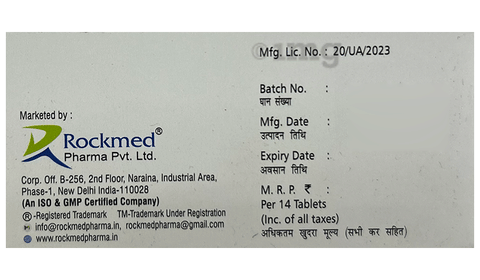 Marketed by :
Rockmed®
Pharma Pvt. Ltd.
Corp. Off. B-256, 2nd Floor, Naraina, Industrial Area,
Phase-1, New Delhi India-110028
(An ISO & GMP Certified Company)
®-Registered Trademark TM-Trademark Under Registration
info@rockmedpharma.in, rockmedpharma@gmail.com
www.rockmedpharma.in
1mg
Mfg. Lic. No. : 20/UA/2023
Batch No. :
घान संख्या
Mfg. Date :
उत्पादन तिथि
Expiry Date :
अवसान तिथि
M. R. P. ₹ :
Per 14 Tablets
(Inc. of all taxes)
अधिकतम खुदरा मूल्य (सभी कर सहित)